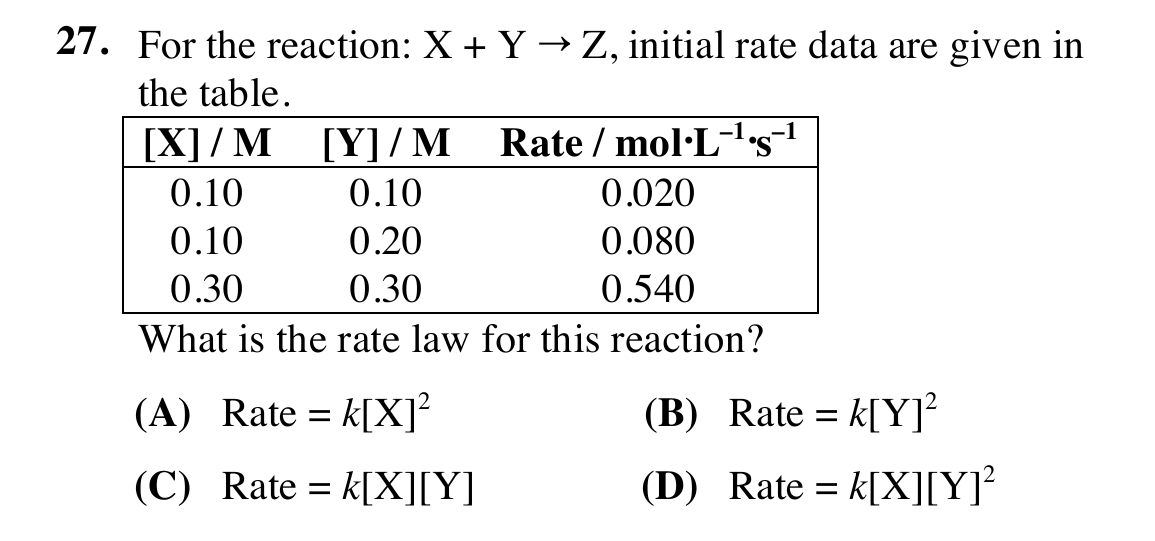 27. For the reaction: X + Y → Z, initial rate data are given in
the table.
[X] / M [Y] / M Rate / mol·L⁻¹·s⁻¹
0.10 0.10 0.020
0.10 0.20 0.080
0.30 0.30 0.540
What is the rate law for this reaction?
(A) Rate = k[X]² (B) Rate = k[Y]²
(C) Rate = k[X][Y] (D) Rate = k[X][Y]²